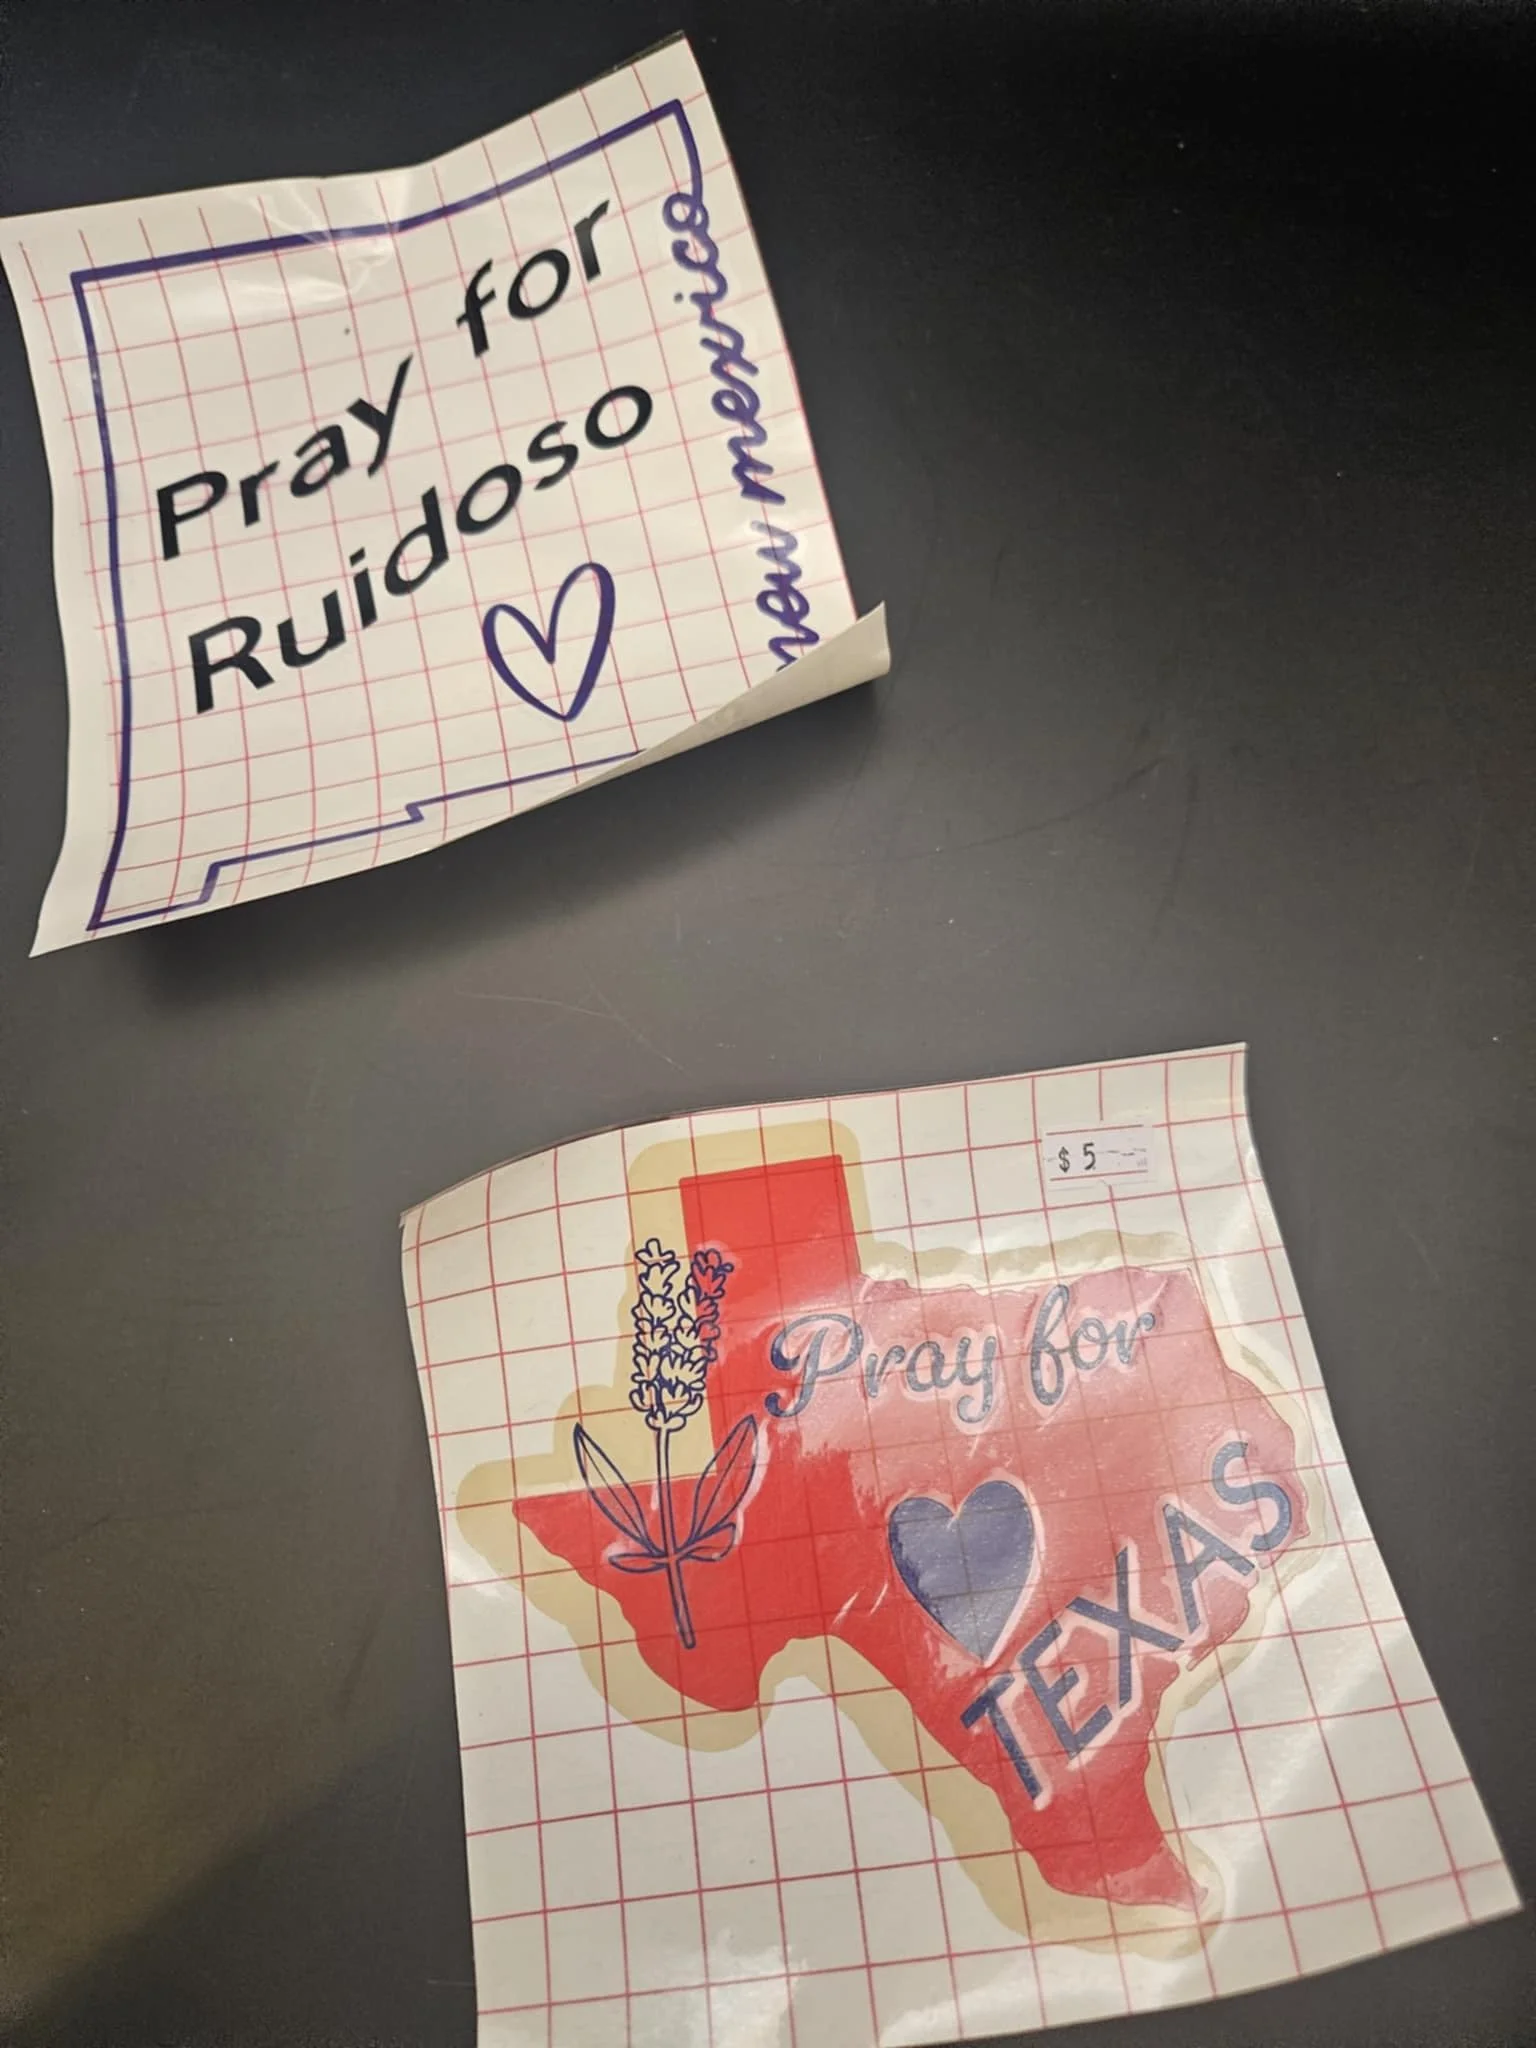 Pray for
Ruidoso
new mexico
$ 5
Pray for
TEXAS